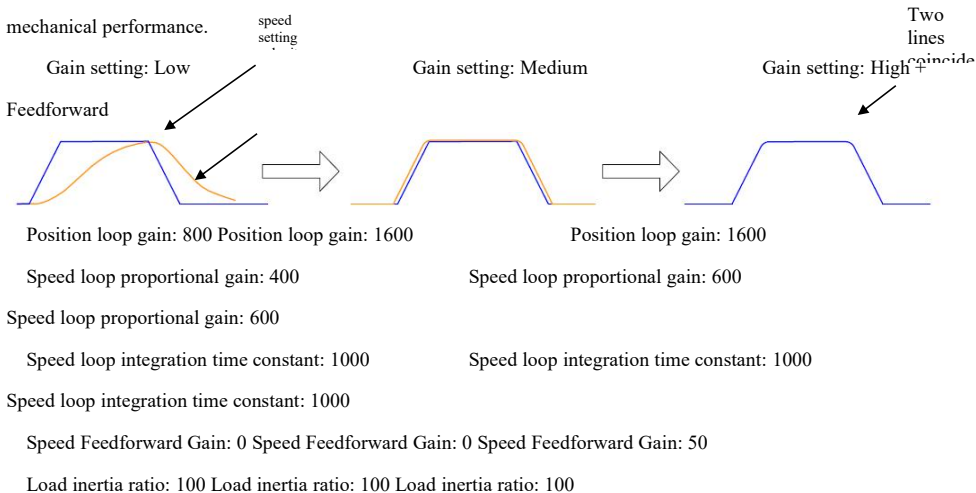 mechanical performance.
speed
setting
Two
lines
coincide
Gain setting: Low
Gain setting: Medium
Gain setting: High +
Feedforward
Position loop gain: 800 Position loop gain: 1600
Position loop gain: 1600
Speed loop proportional gain: 400
Speed loop proportional gain: 600
Speed loop proportional gain: 600
Speed loop integration time constant: 1000
Speed loop integration time constant: 1000
Speed loop integration time constant: 1000
Speed Feedforward Gain: 0 Speed Feedforward Gain: 0 Speed Feedforward Gain: 50
Load inertia ratio: 100 Load inertia ratio: 100 Load inertia ratio: 100